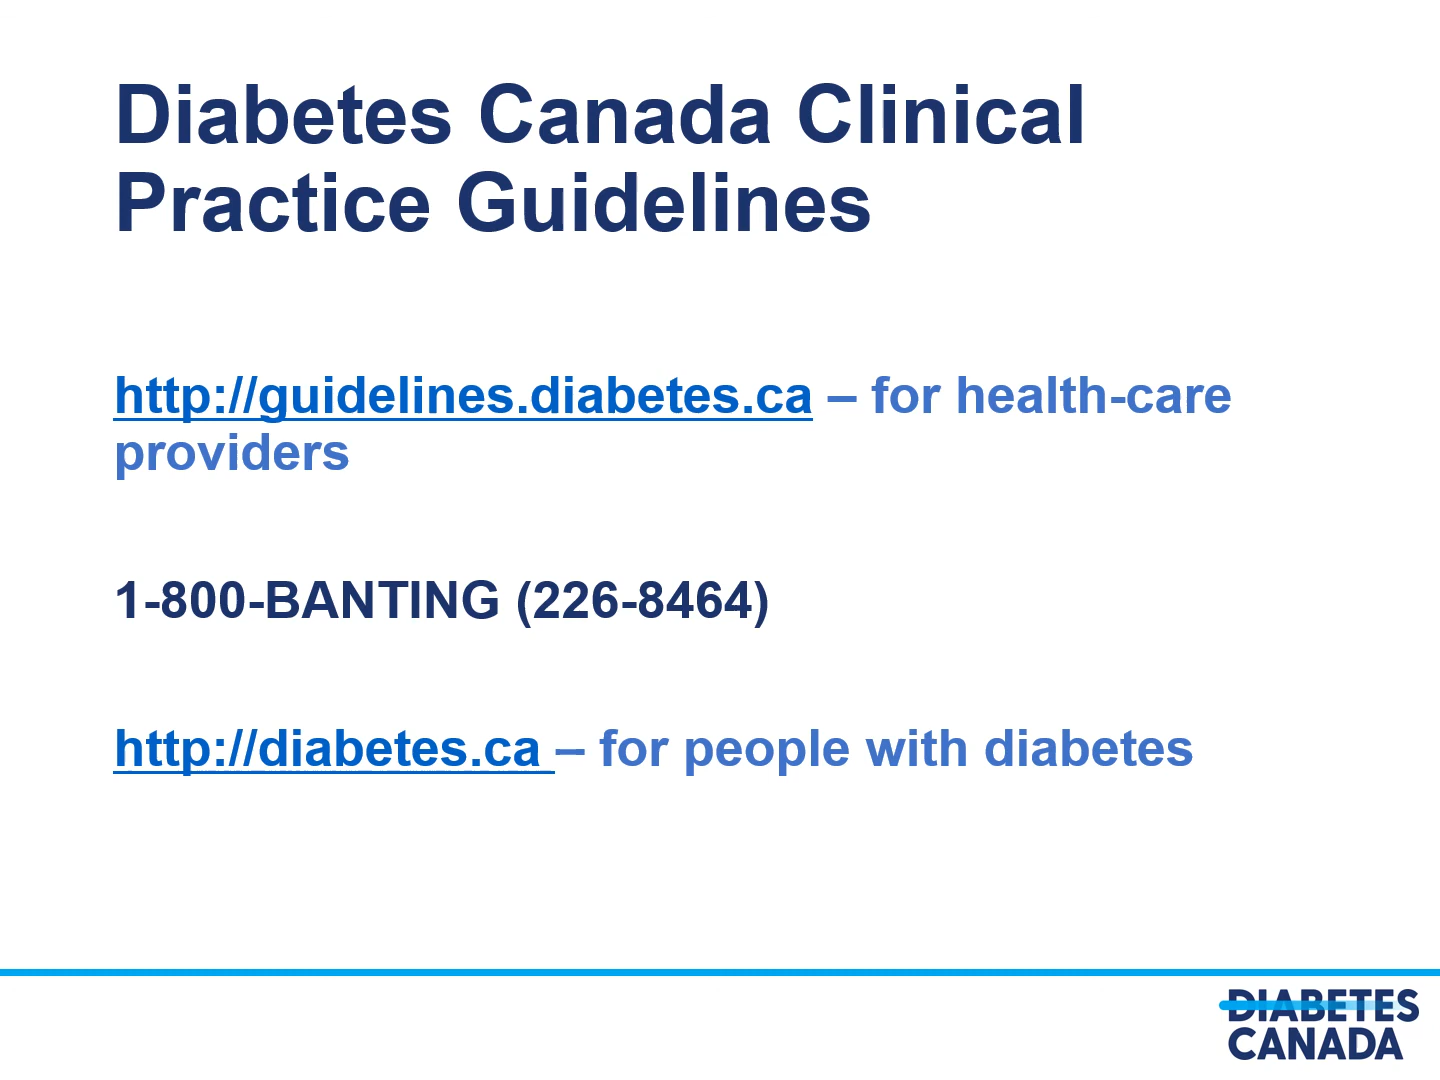 Diabetes Canada Clinical
Practice Guidelines
http://guidelines.diabetes.ca – for health-care
providers
1-800-BANTING (226-8464)
http://diabetes.ca – for people with diabetes
DIABETES
CANADA